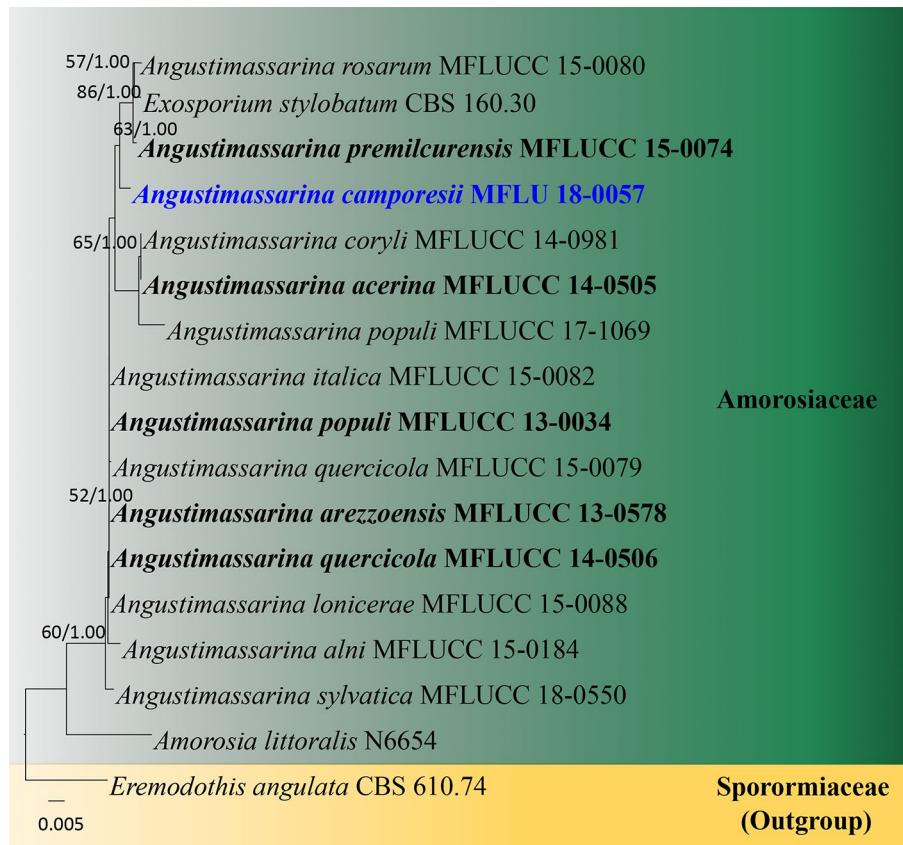 57/1.00
Angustimassarina rosarum MFLUCC 15-0080
86/1.00
Exosporium stylobatum CBS 160.30
63/1.00
Angustimassarina premilcurensis MFLUCC 15-0074
Angustimassarina camporesii MFLU 18-0057
65/1.00
Angustimassarina coryli MFLUCC 14-0981
Angustimassarina acerina MFLUCC 14-0505
Angustimassarina populi MFLUCC 17-1069
Angustimassarina italica MFLUCC 15-0082
Amorosiaceae
Angustimassarina populi MFLUCC 13-0034
Angustimassarina quercicola MFLUCC 15-0079
52/1.00
Angustimassarina arezzoensis MFLUCC 13-0578
Angustimassarina quercicola MFLUCC 14-0506
Angustimassarina lonicerae MFLUCC 15-0088
60/1.00
Angustimassarina alni MFLUCC 15-0184
Angustimassarina sylvatica MFLUCC 18-0550
Amorosia littoralis N6654
Eremodothis angulata CBS 610.74
Sporormiaceae
(Outgroup)
0.005